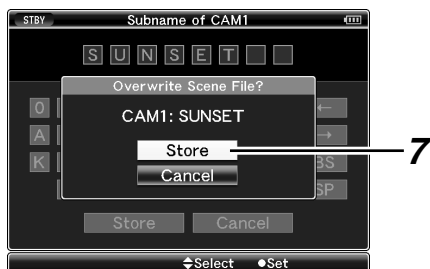 STBY Subname of CAM1
S U N S E T
Overwrite Scene File?
CAM1: SUNSET
0 ←
A Store 7 →
K Cancel BS
SP
Store Cancel
Select Set